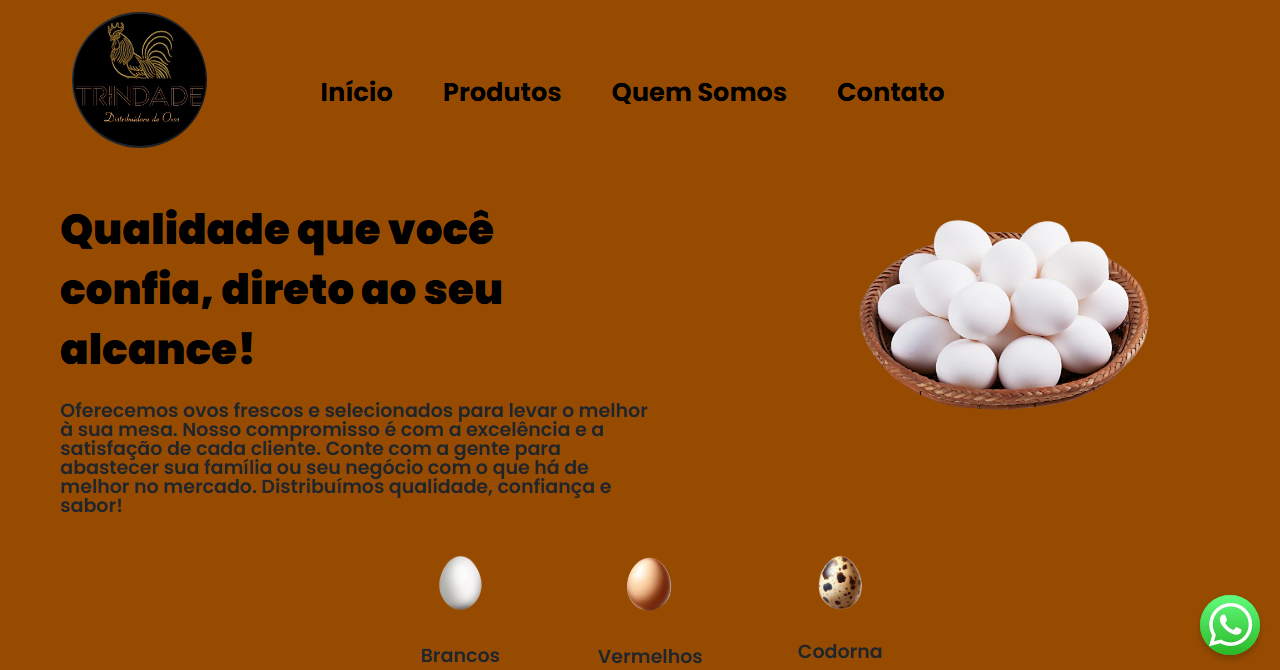 TRINDADE
Distribuidora de Ovos
Início Produtos Quem Somos Contato
Qualidade que você
confia, direto ao seu
alcance!
Oferecemos ovos frescos e selecionados para levar o melhor
à sua mesa. Nosso compromisso é com a excelência e a
satisfação de cada cliente. Conte com a gente para
abastecer sua família ou seu negócio com o que há de
melhor no mercado. Distribuímos qualidade, confiança e
sabor!
Brancos Vermelhos Codorna